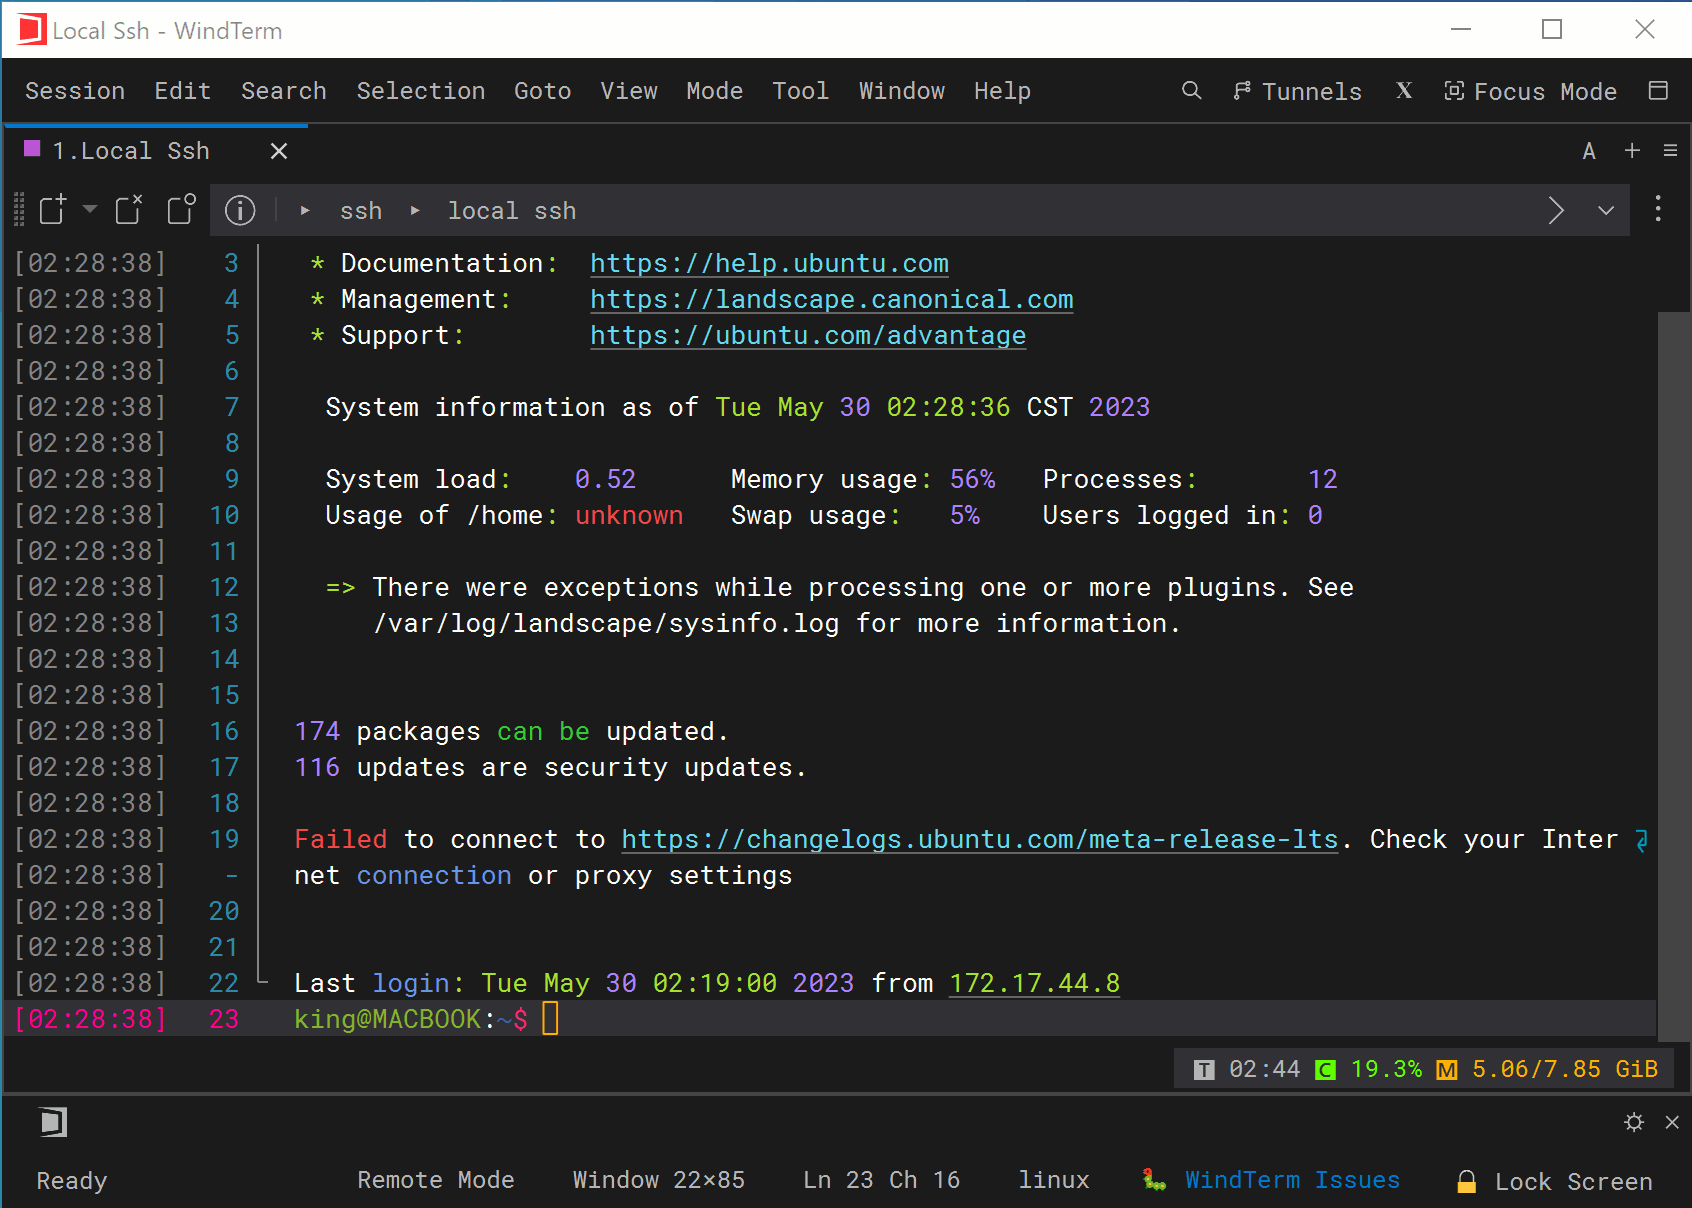 Local Ssh - WindTerm
Session Edit Search Selection Goto View Mode Tool Window Help Tunnels X Focus Mode
1.Local Ssh A
ssh local ssh
[02:28:38] 3 * Documentation: https://help.ubuntu.com
[02:28:38] 4 * Management: https://landscape.canonical.com
[02:28:38] 5 * Support: https://ubuntu.com/advantage
[02:28:38] 6
[02:28:38] 7 System information as of Tue May 30 02:28:36 CST 2023
[02:28:38] 8
[02:28:38] 9 System load: 0.52 Memory usage: 56% Processes: 12
[02:28:38] 10 Usage of /home: unknown Swap usage: 5% Users logged in: 0
[02:28:38] 11
[02:28:38] 12 => There were exceptions while processing one or more plugins. See
[02:28:38] 13 /var/log/landscape/sysinfo.log for more information.
[02:28:38] 14
[02:28:38] 15
[02:28:38] 16 174 packages can be updated.
[02:28:38] 17 116 updates are security updates.
[02:28:38] 18
[02:28:38] 19 Failed to connect to https://changelogs.ubuntu.com/meta-release-lts. Check your Inter
[02:28:38] - net connection or proxy settings
[02:28:38] 20
[02:28:38] 21
[02:28:38] 22 Last login: Tue May 30 02:19:00 2023 from 172.17.44.8
[02:28:38] 23 king@MACBOOK:~$
T 02:44 C 19.3% M 5.06/7.85 GiB
Ready Remote Mode Window 22×85 Ln 23 Ch 16 linux WindTerm Issues Lock Screen